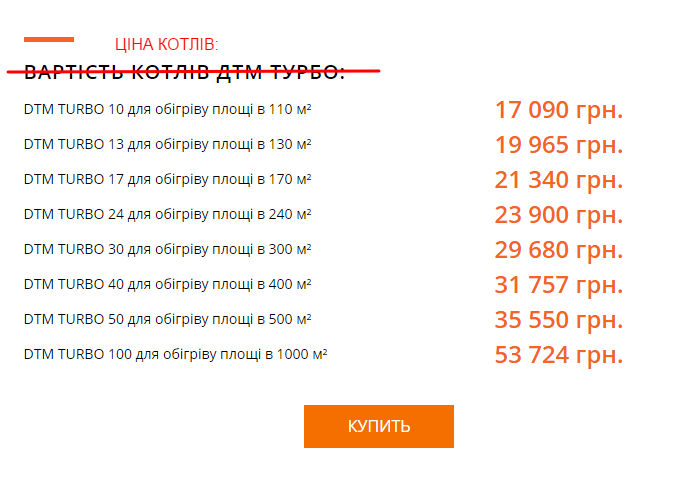 ЦІНА КОТЛІВ:
ВАРТІСТЬ КОТЛІВ ДТМ ТУРБО:
DTM TURBO 10 для обігріву площі в 110 м² 17 090 грн.
DTM TURBO 13 для обігріву площі в 130 м² 19 965 грн.
DTM TURBO 17 для обігріву площі в 170 м² 21 340 грн.
DTM TURBO 24 для обігріву площі в 240 м² 23 900 грн.
DTM TURBO 30 для обігріву площі в 300 м² 29 680 грн.
DTM TURBO 40 для обігріву площі в 400 м² 31 757 грн.
DTM TURBO 50 для обігріву площі в 500 м² 35 550 грн.
DTM TURBO 100 для обігріву площі в 1000 м² 53 724 грн.
КУПИТЬ